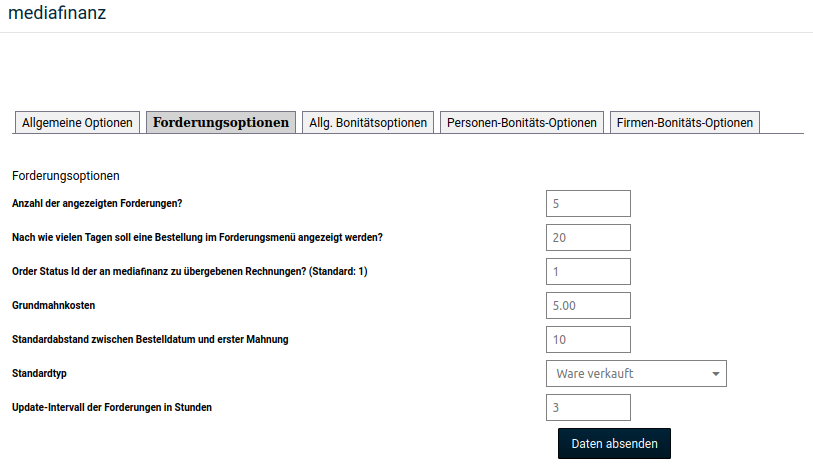 mediafinanz
Allgemeine Optionen Forderungsoptionen Allg. Bonitätsoptionen Personen-Bonitäts-Optionen Firmen-Bonitäts-Optionen
Forderungsoptionen
Anzahl der angezeigten Forderungen? 5
Nach wie vielen Tagen soll eine Bestellung im Forderungsmenü angezeigt werden? 20
Order Status Id der an mediafinanz zu übergebenen Rechnungen? (Standard: 1) 1
Grundmahnkosten 5.00
Standardabstand zwischen Bestelldatum und erster Mahnung 10
Standardtyp Ware verkauft
Update-Intervall der Forderungen in Stunden 3
Daten absenden